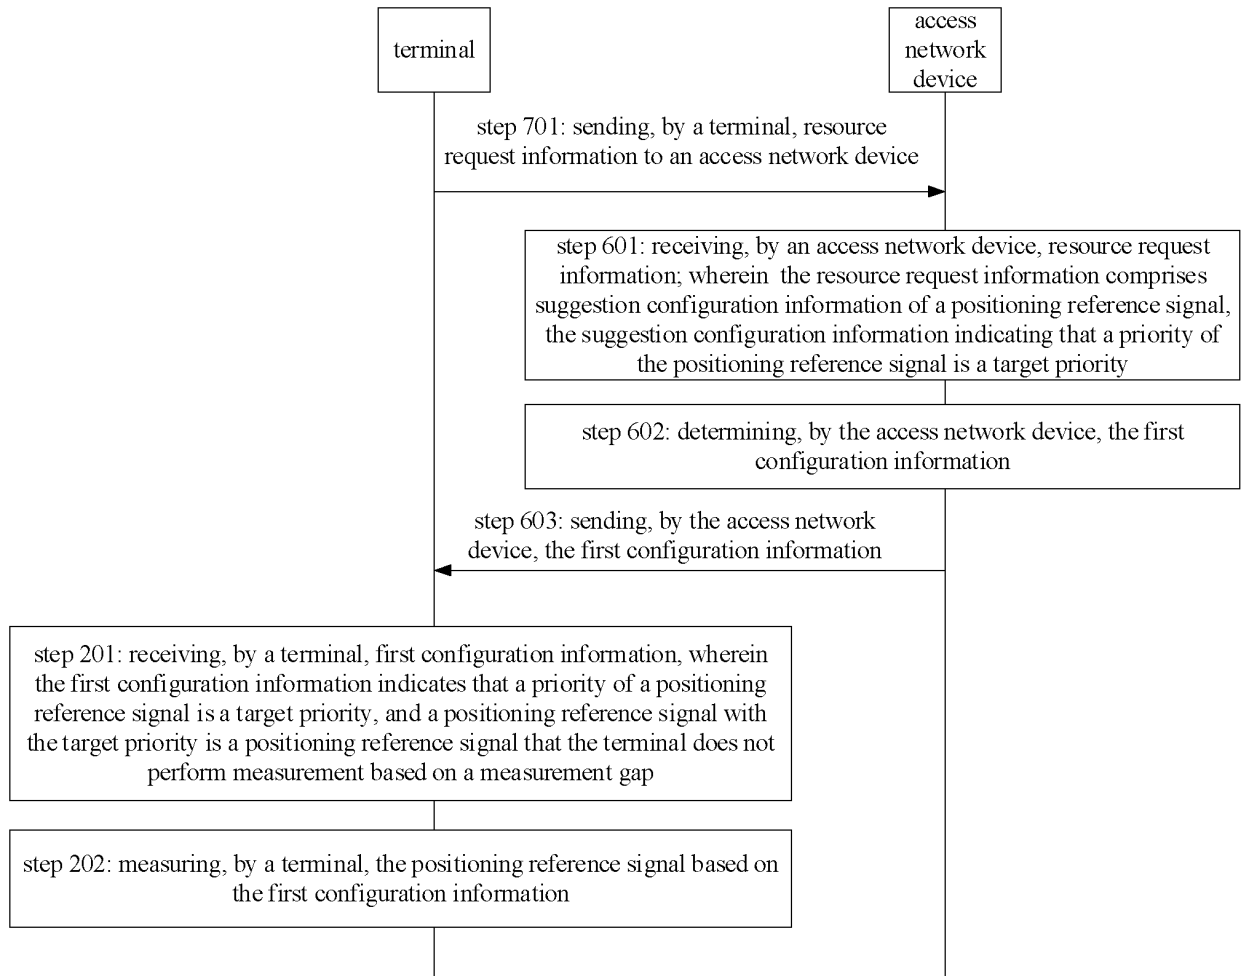 terminal
access
network
device
step 701: sending, by a terminal, resource
request information to an access network device
step 601: receiving, by an access network device, resource request
information; wherein the resource request information comprises
suggestion configuration information of a positioning reference signal,
the suggestion configuration information indicating that a priority of
the positioning reference signal is a target priority
step 602: determining, by the access network device, the first
configuration information
step 603: sending, by the access network
device, the first configuration information
step 201: receiving, by a terminal, first configuration information, wherein
the first configuration information indicates that a priority of a positioning
reference signal is a target priority, and a positioning reference signal with
the target priority is a positioning reference signal that the terminal does not
perform measurement based on a measurement gap
step 202: measuring, by a terminal, the positioning reference signal based on
the first configuration information